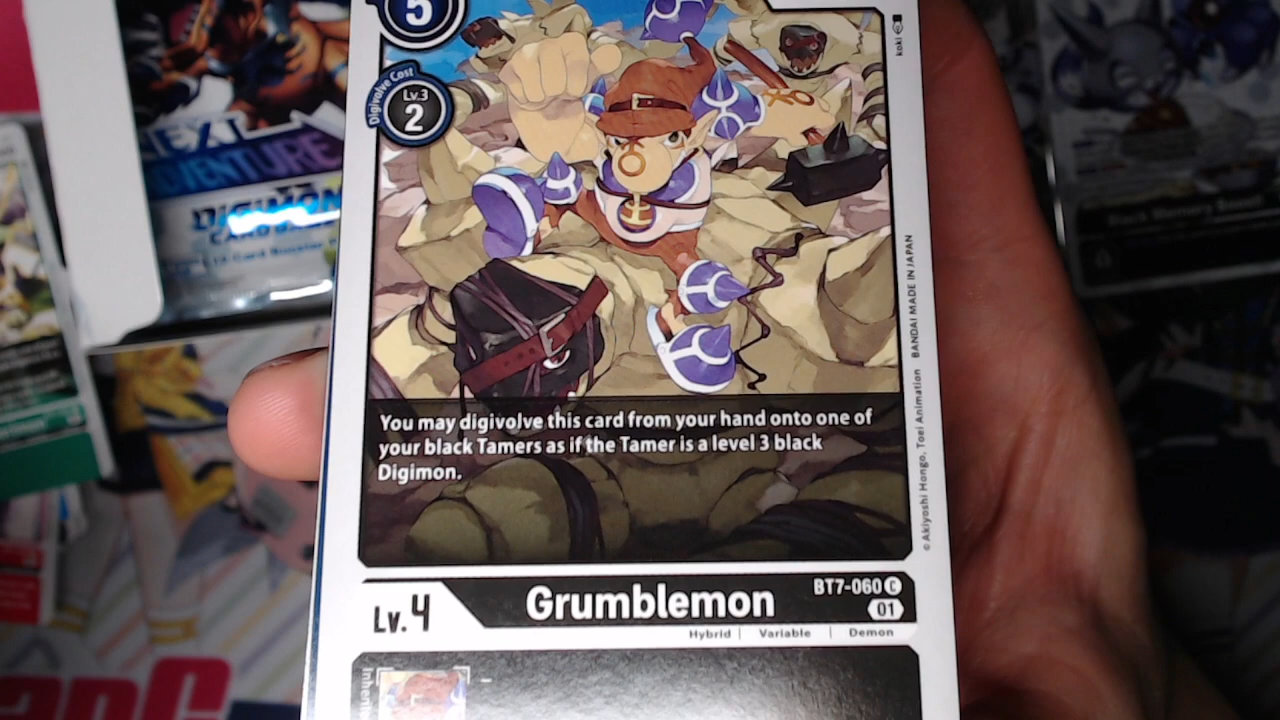 5
Digivolve Cost
Lv.3
2
NEXT
ADVENTURE
DIGIMON
koki
BANDAI MADE IN JAPAN
© Akiyoshi Hongo, Toei Animation
You may digivolve this card from your hand onto one of
your black Tamers as if the Tamer is a level 3 black
Digimon.
Lv.4
Grumblemon
BT7-060 C
01
Hybrid | Variable | Demon